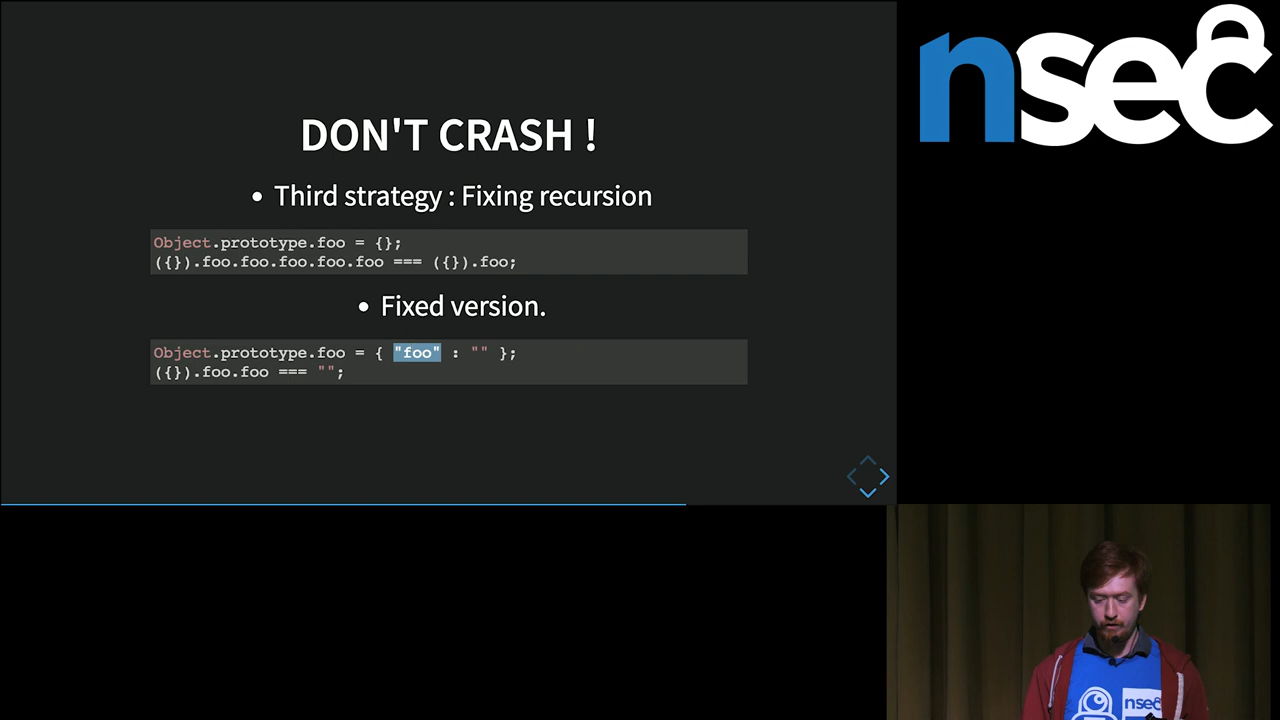 nsec
DON'T CRASH !
• Third strategy : Fixing recursion
Object.prototype.foo = {};
({}).foo.foo.foo.foo.foo === ({}).foo;
• Fixed version.
Object.prototype.foo = { "foo" : "" };
({}).foo.foo === "";
nsec